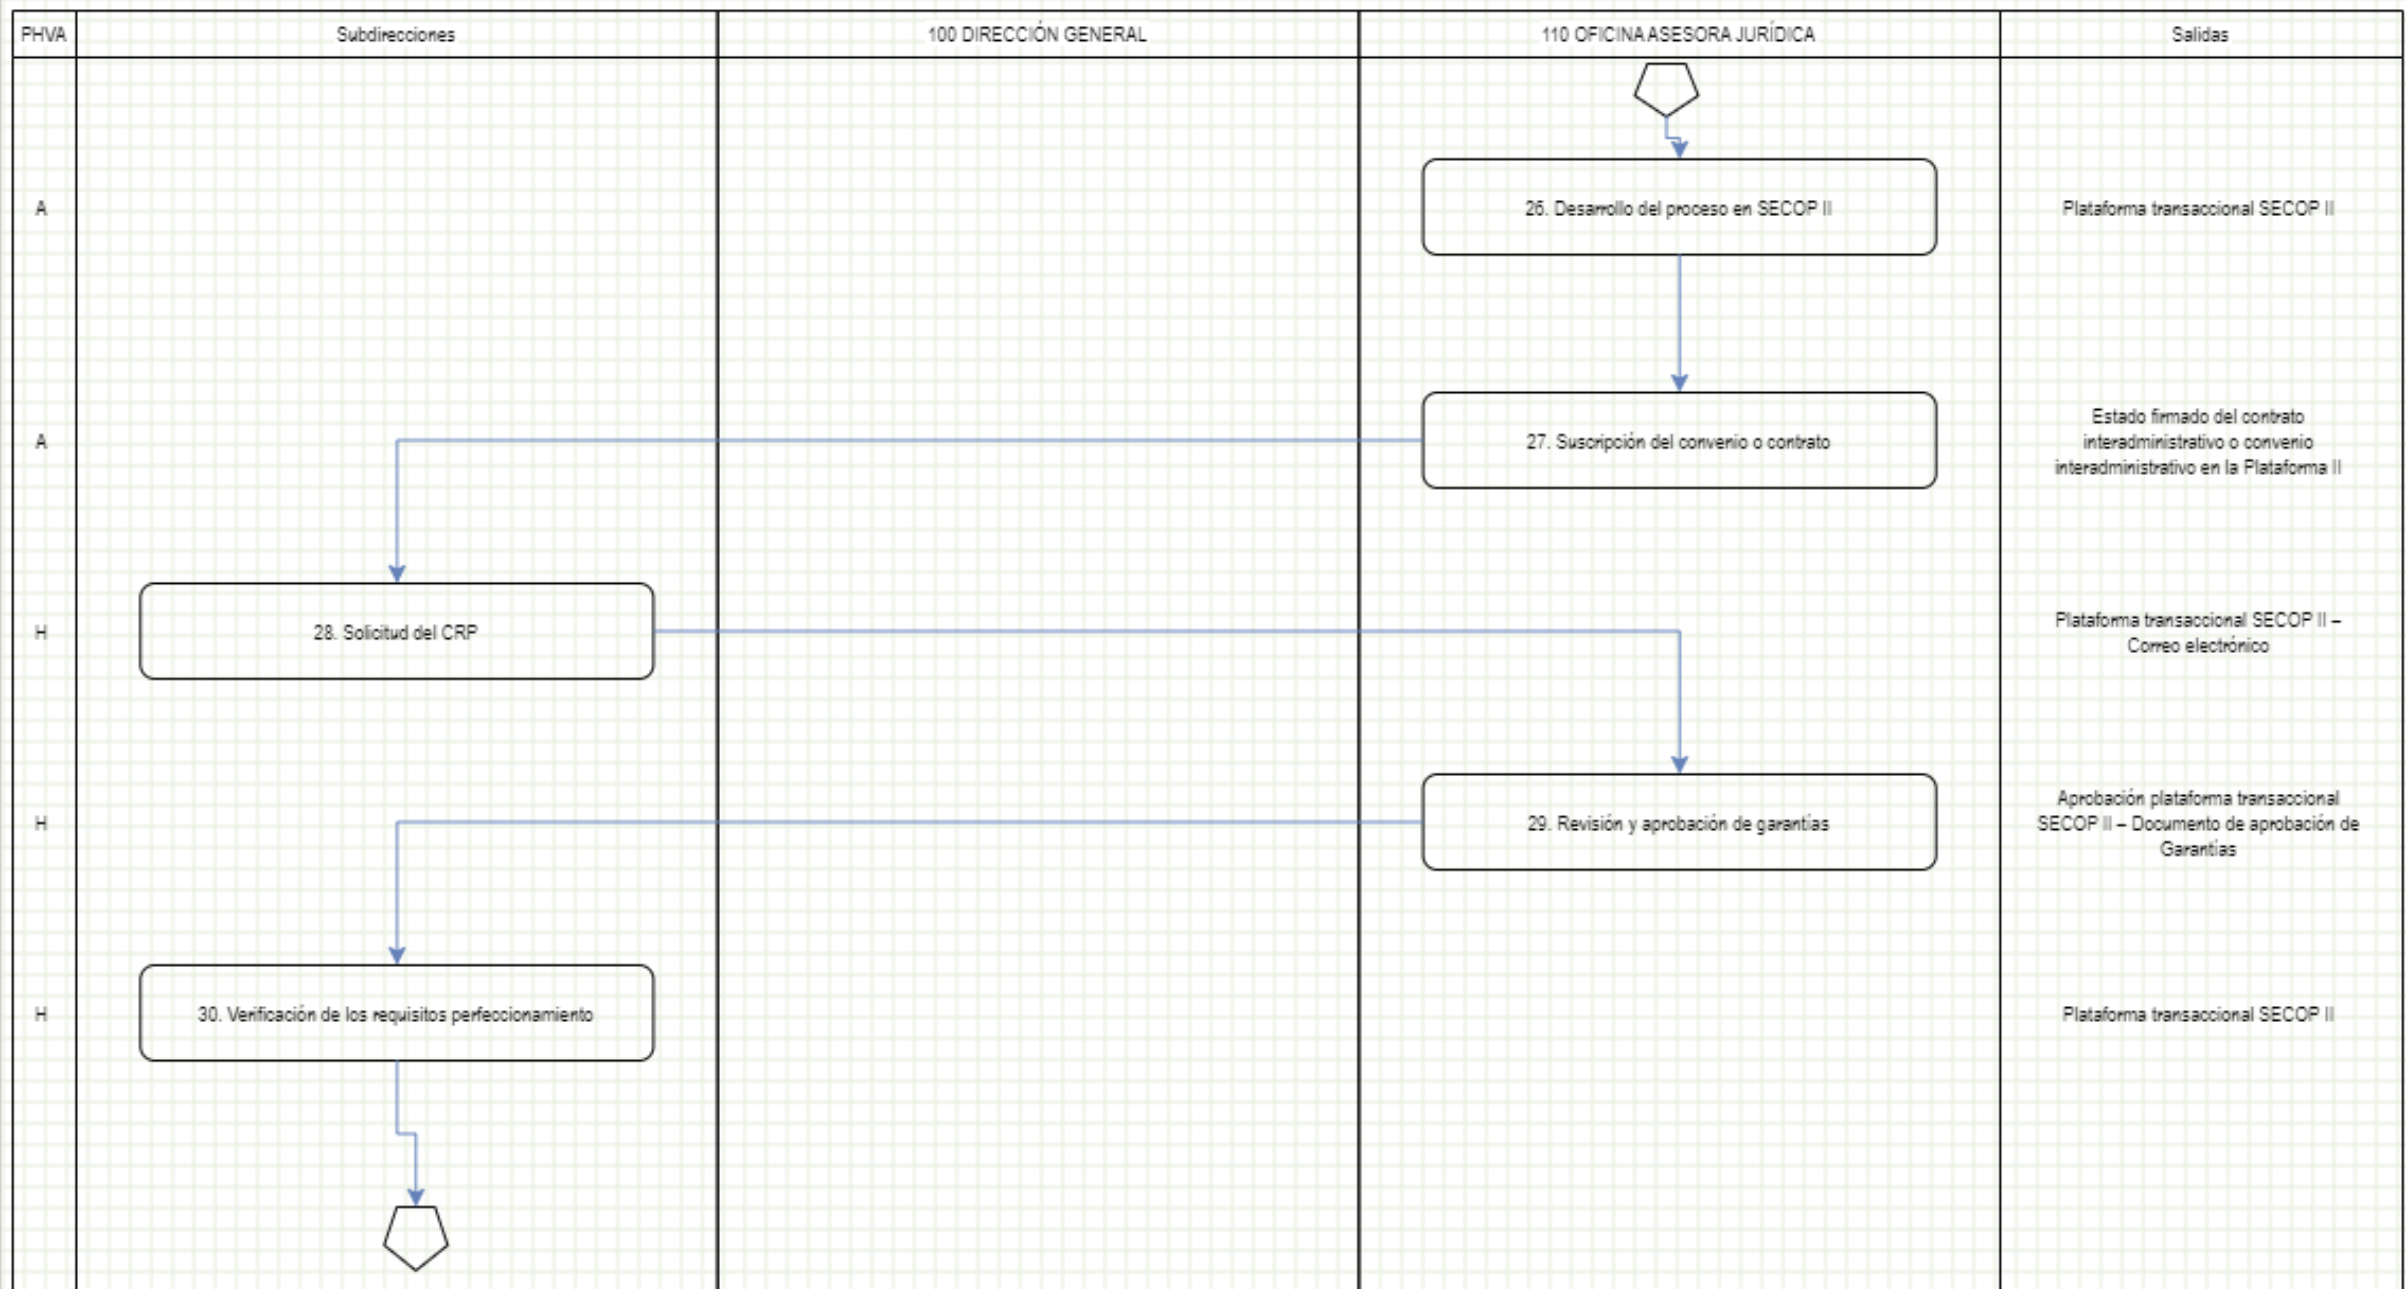 PHVA
Subdirecciones
100 DIRECCIÓN GENERAL
110 OFICINA ASESORA JURÍDICA
Salidas
A
26. Desarrollo del proceso en SECOP II
Plataforma transaccional SECOP II
A
27. Suscripción del convenio o contrato
Estado firmado del contrato
interadministrativo o convenio
interadministrativo en la Plataforma II
H
28. Solicitud del CRP
Plataforma transaccional SECOP II –
Correo electrónico
H
29. Revisión y aprobación de garantías
Aprobación plataforma transaccional
SECOP II – Documento de aprobación de
Garantías
H
30. Verificación de los requisitos perfeccionamiento
Plataforma transaccional SECOP II